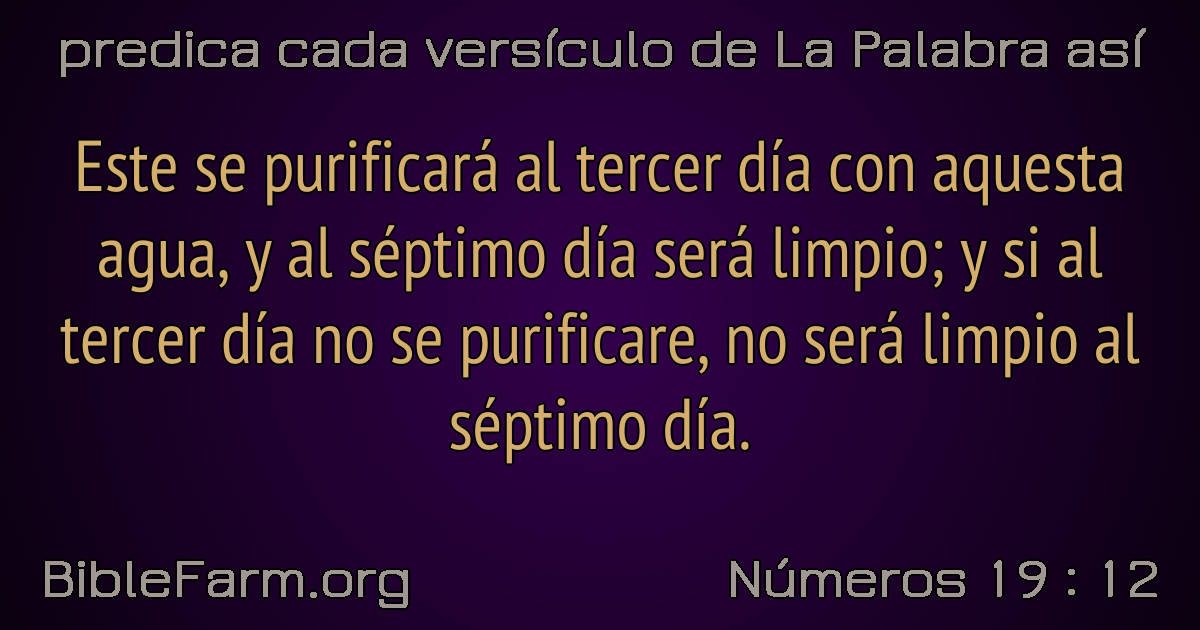 predica cada versículo de La Palabra así
Este se purificará al tercer día con aquesta
agua, y al séptimo día será limpio; y si al
tercer día no se purificare, no será limpio al
séptimo día.
BibleFarm.org
Números 19 : 12